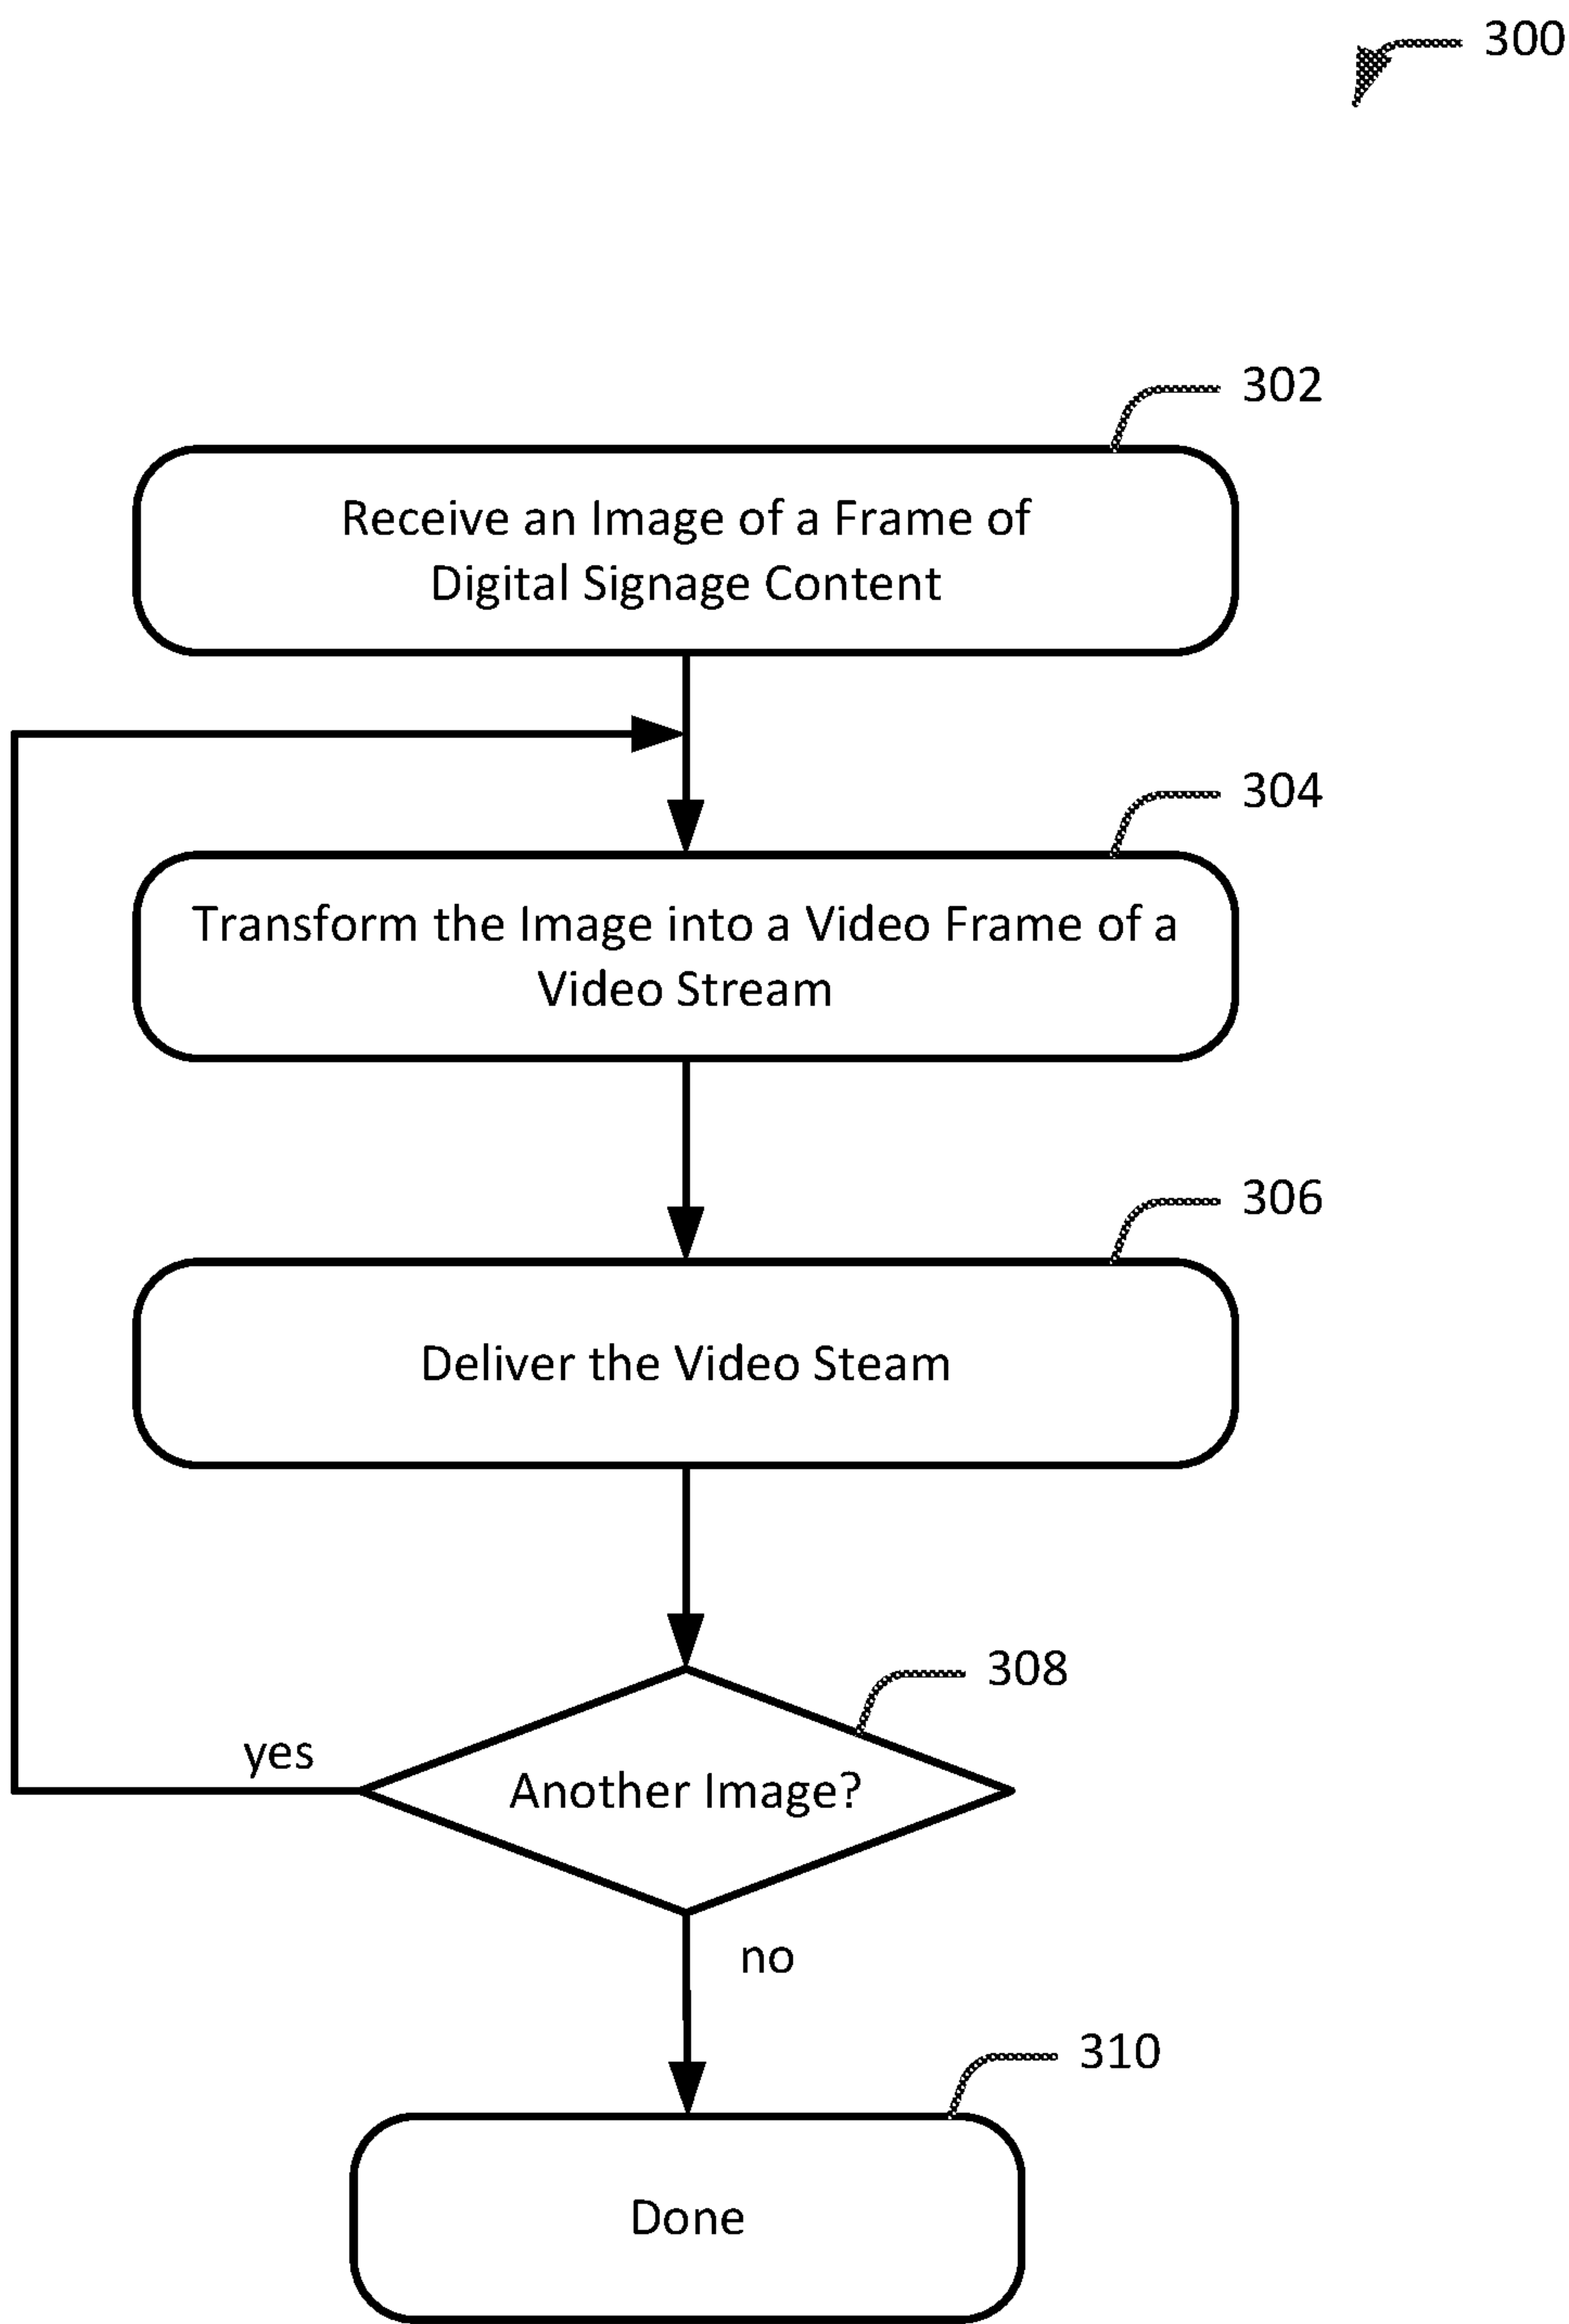 300
302
Receive an Image of a Frame of
Digital Signage Content
304
Transform the Image into a Video Frame of a
Video Stream
306
Deliver the Video Steam
308
yes
Another Image?
no
310
Done